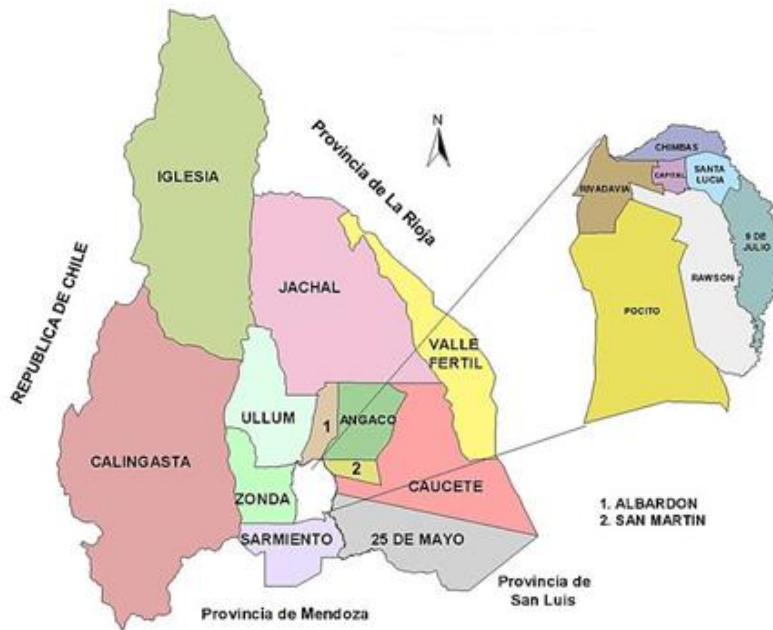 N
Provincia de La Rioja
REPUBLICA DE CHILE
IGLESIA
JACHAL
VALLE
FERTIL
ULLUM
1
ANGACO
CALINGASTA
2
ZONDA
CAUCETE
SARMIENTO
25 DE MAYO
Provincia de Mendoza
Provincia de
San Luis
CHIMBAS
RIVADAVIA
CAPITAL
SANTA
LUCIA
9 DE
JULIO
RAWSON
POCITO
1. ALBARDON
2. SAN MARTIN